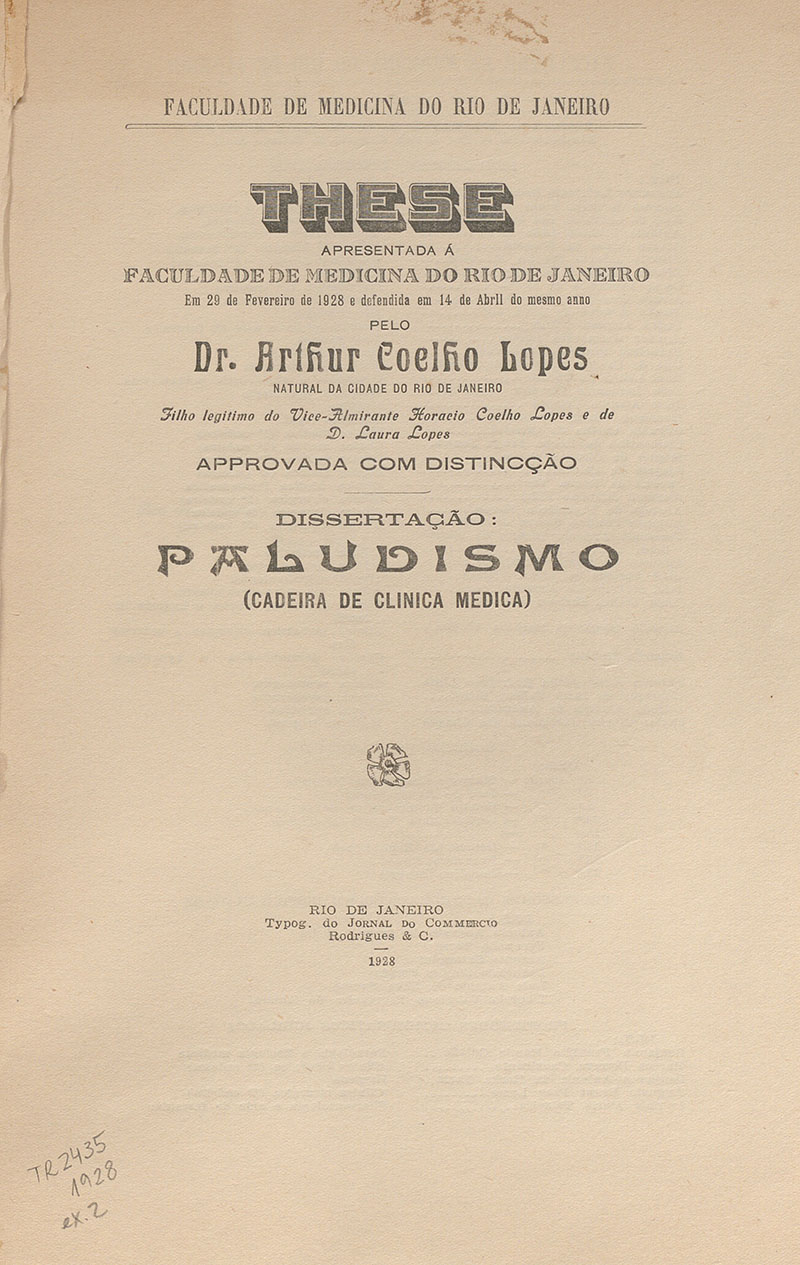 FACULDADE DE MEDICINA DO RIO DE JANEIRO
THESE
APRESENTADA Á
FACULDADE DE MEDICINA DO RIO DE JANEIRO
Em 29 de Fevereiro de 1928 e defendida em 14 de Abril do mesmo anno
PELO
Dr. Arthur Coelho Lopes
NATURAL DA CIDADE DO RIO DE JANEIRO
Filho legitimo do Vice-Almirante Horacio Coelho Lopes e de
D. Laura Lopes
APPROVADA COM DISTINCÇÃO
DISSERTAÇÃO:
PALUDISMO
(CADEIRA DE CLINICA MEDICA)
RIO DE JANEIRO
Typog. do JORNAL DO COMMERCIO
Rodrigues & C.
1928
TR2435
1928
ex.2